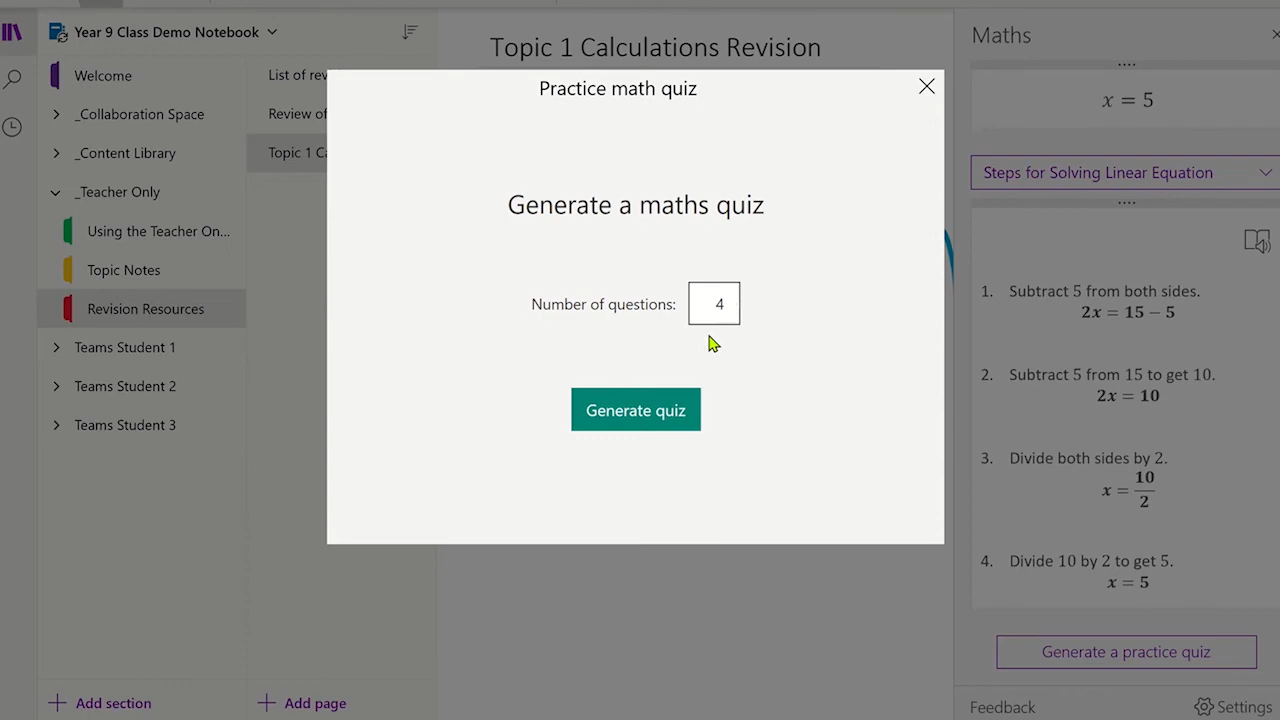 Year 9 Class Demo Notebook
Welcome
_Collaboration Space
_Content Library
_Teacher Only
Using the Teacher On...
Topic Notes
Revision Resources
Teams Student 1
Teams Student 2
Teams Student 3
Add section
List of rev
Review of
Topic 1 Ca
Add page
Topic 1 Calculations Revision
Practice math quiz
Generate a maths quiz
Number of questions: 4
Generate quiz
Maths
x = 5
Steps for Solving Linear Equation
1. Subtract 5 from both sides.
2x = 15 − 5
2. Subtract 5 from 15 to get 10.
2x = 10
3. Divide both sides by 2.
x = 10/2
4. Divide 10 by 2 to get 5.
x = 5
Generate a practice quiz
Feedback
Settings